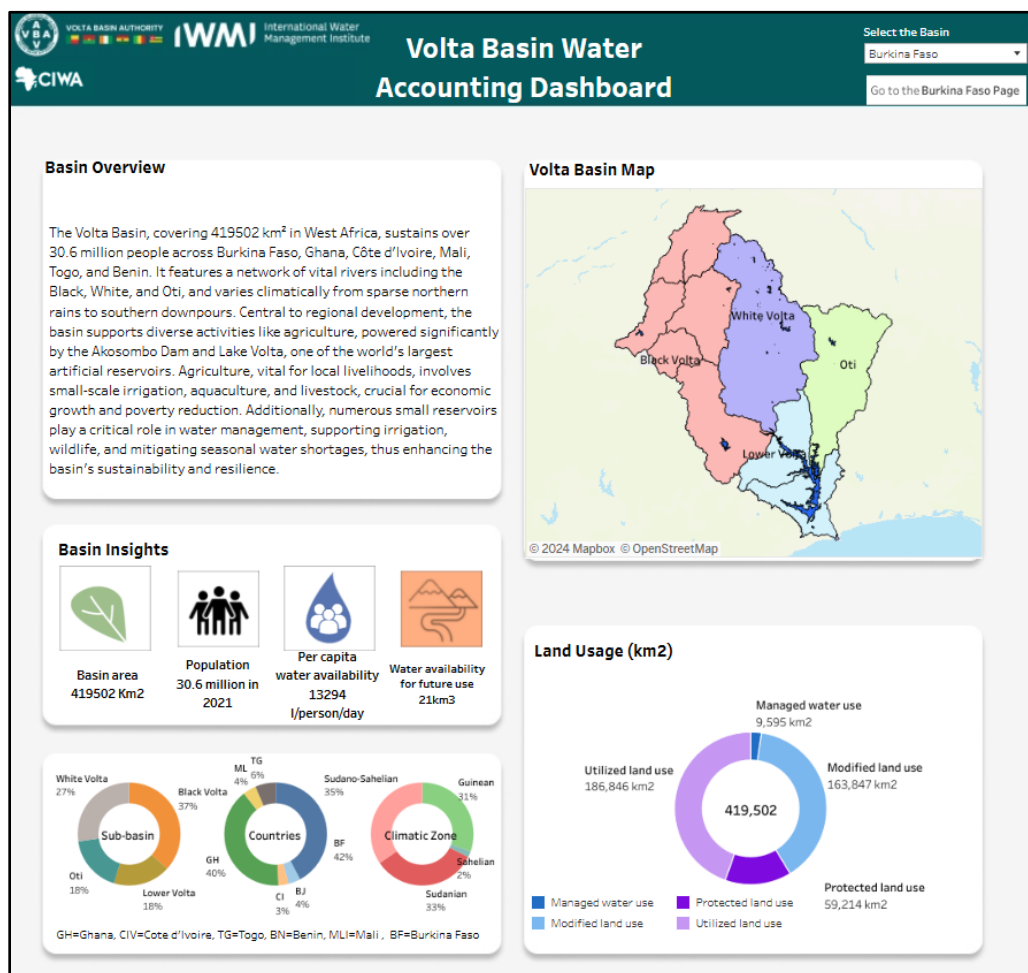 VBA
VOLTA BASIN AUTHORITY
IWMI
International Water
Management Institute
CIWA
Volta Basin Water
Accounting Dashboard
Select the Basin
Burkina Faso
Go to the Burkina Faso Page
Basin Overview
The Volta Basin, covering 419502 km² in West Africa, sustains over
30.6 million people across Burkina Faso, Ghana, Côte d'Ivoire, Mali,
Togo, and Benin. It features a network of vital rivers including the
Black, White, and Oti, and varies climatically from sparse northern
rains to southern downpours. Central to regional development, the
basin supports diverse activities like agriculture, powered significantly
by the Akosombo Dam and Lake Volta, one of the world's largest
artificial reservoirs. Agriculture, vital for local livelihoods, involves
small-scale irrigation, aquaculture, and livestock, crucial for economic
growth and poverty reduction. Additionally, numerous small reservoirs
play a critical role in water management, supporting irrigation,
wildlife, and mitigating seasonal water shortages, thus enhancing the
basin's sustainability and resilience.
Volta Basin Map
White Volta
Black Volta
Oti
Lower Volta
© 2024 Mapbox © OpenStreetMap
Basin Insights
Basin area
419502 Km2
Population
30.6 million in
2021
Per capita
water availability
13294
l/person/day
Water availability
for future use
21km3
White Volta
27%
Black Volta
37%
Sub-basin
Oti
18%
Lower Volta
18%
TG
6%
ML
4%
Countries
BF
42%
GH
40%
CI
3%
BJ
4%
Sudano-Sahelian
35%
Guinean
31%
Climatic Zone
Sahelian
2%
Sudanian
33%
GH=Ghana, CIV=Cote d'Ivoire, TG=Togo, BN=Benin, MLI=Mali , BF=Burkina Faso
Land Usage (km2)
Managed water use
9,595 km2
Utilized land use
186,846 km2
Modified land use
163,847 km2
419,502
Protected land use
59,214 km2
Managed water use
Protected land use
Modified land use
Utilized land use